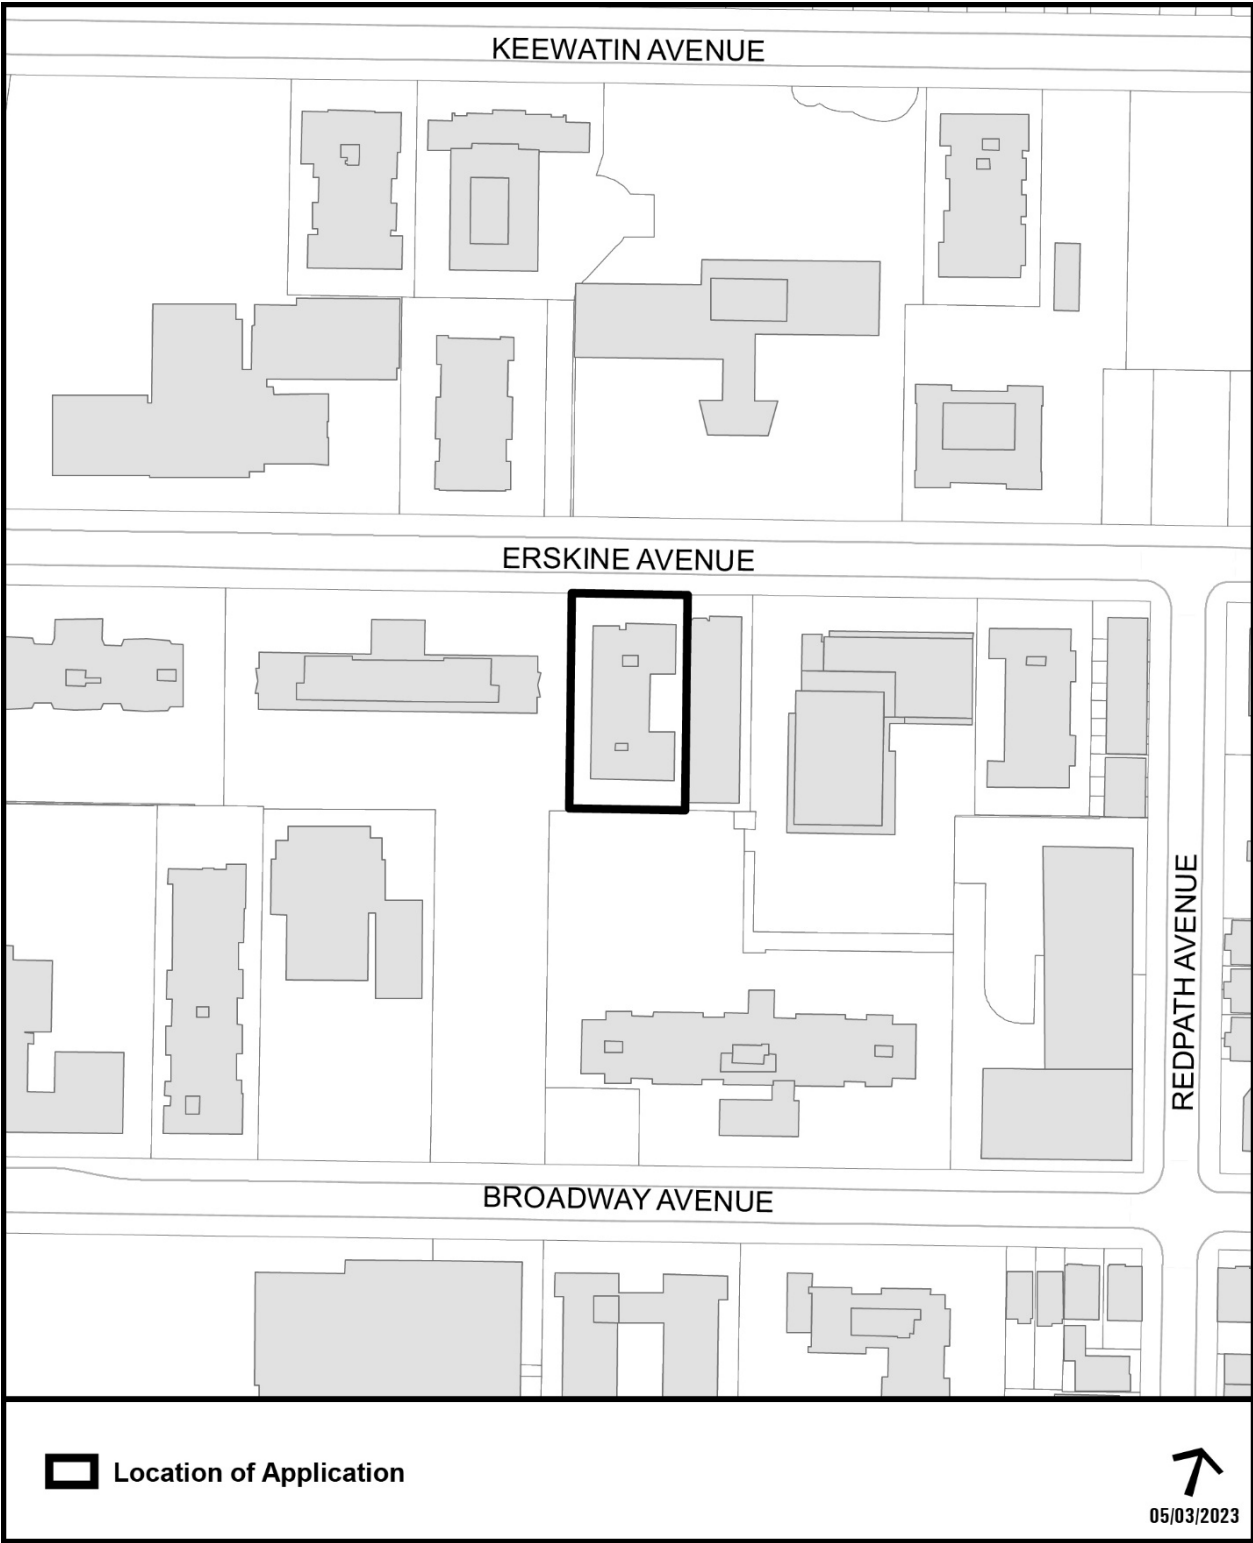 KEEWATIN AVENUE
ERSKINE AVENUE
REDPATH AVENUE
BROADWAY AVENUE
Location of Application
05/03/2023